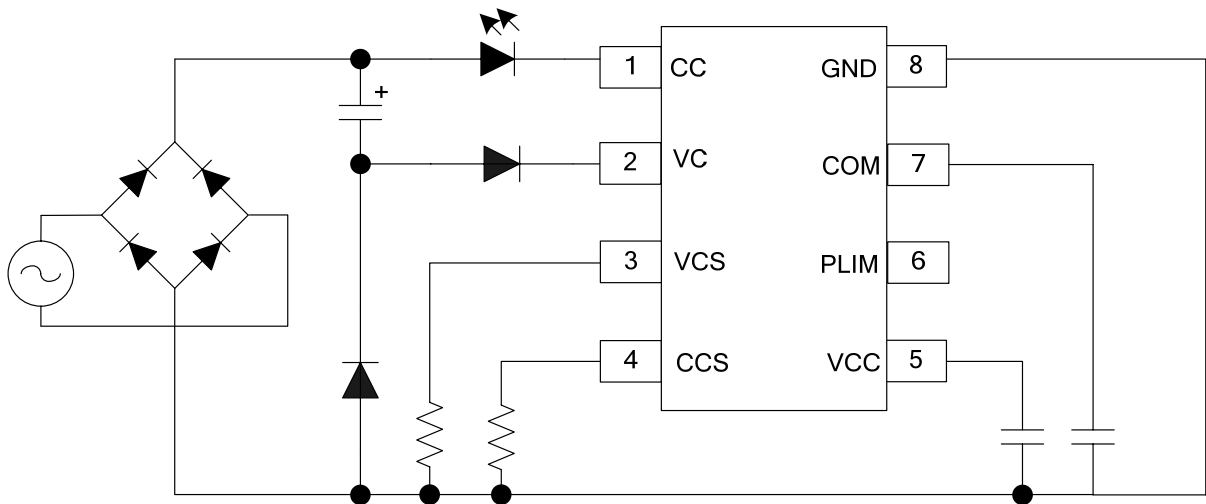 +
1 CC GND 8
2 VC COM 7
3 VCS PLIM 6
4 CCS VCC 5